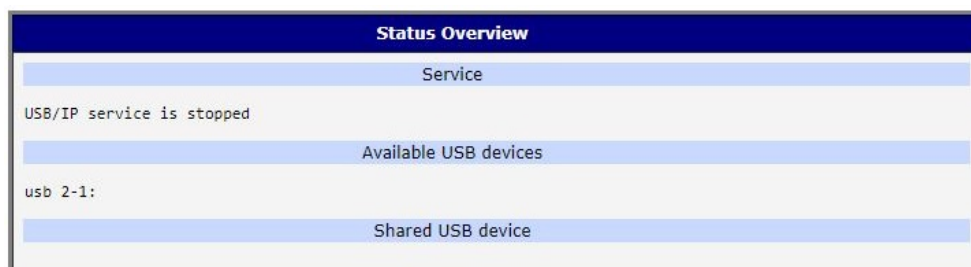 Status Overview
Service
USB/IP service is stopped
Available USB devices
usb 2-1:
Shared USB device